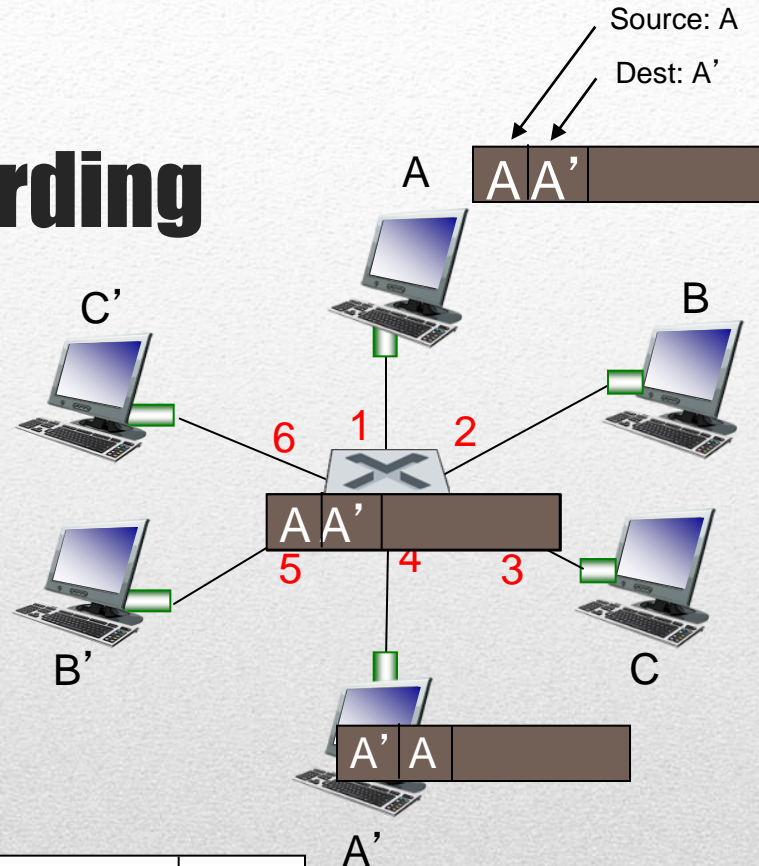 Source: A
Dest: A’
rding
A
A A’
C’
B
6 1 2
A A’
5 4 3
B’
C
A’ A
A’